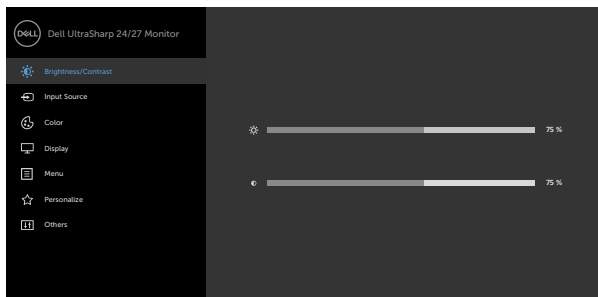 DELL
Dell UltraSharp 24/27 Monitor
Brightness/Contrast
Input Source
Color
Display
Menu
Personalize
Others
75 %
75 %